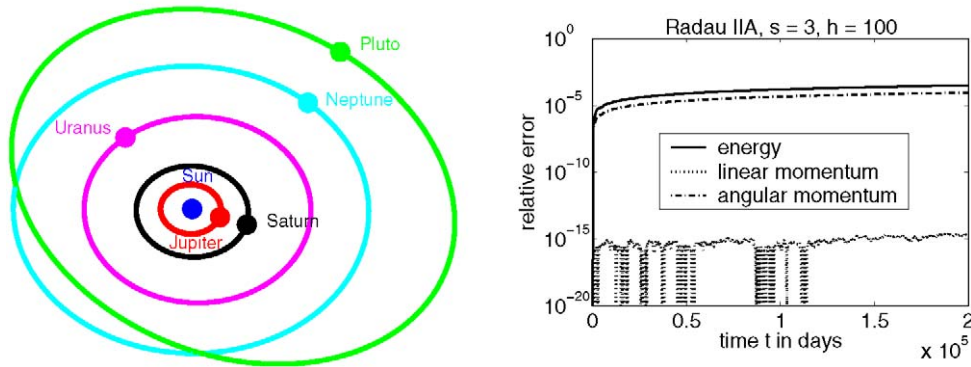 Pluto
Neptune
Uranus
Sun
Saturn
Jupiter
Radau IIA, s = 3, h = 100
relative error
10^0
10^-5
10^-10
10^-15
10^-20
energy
linear momentum
angular momentum
0 0.5 1 1.5 2
time t in days
x 10^5